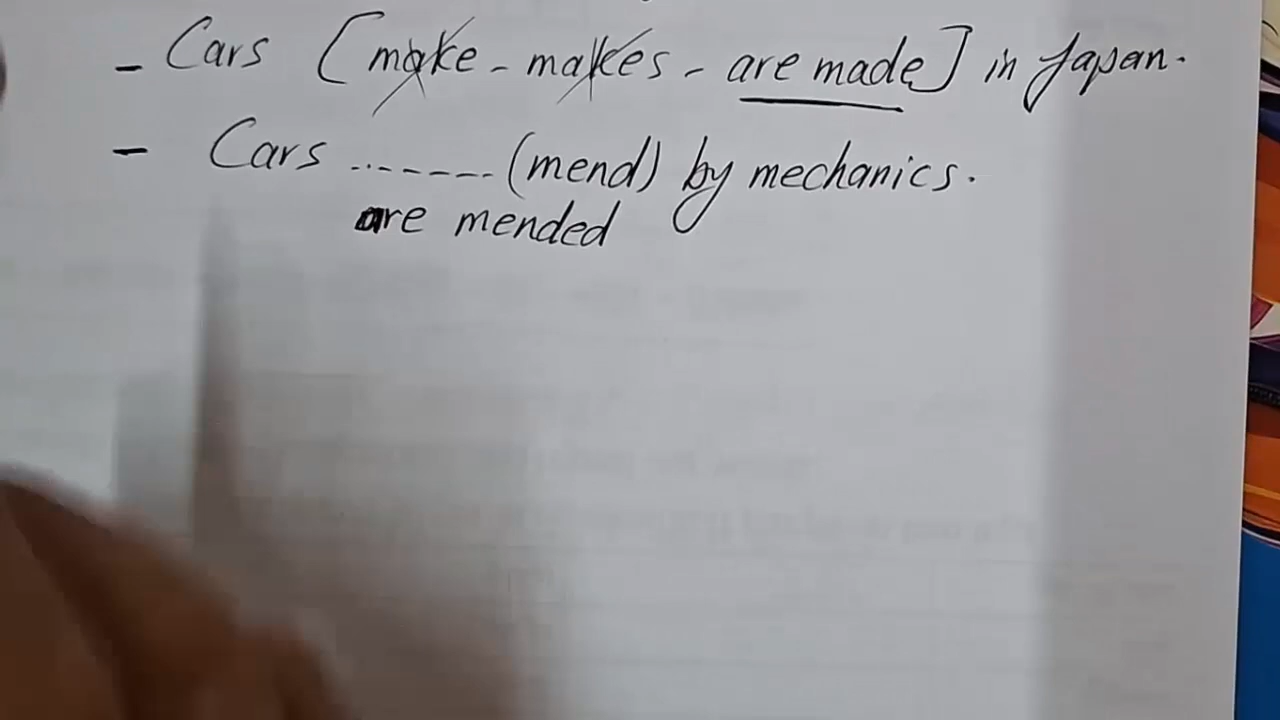 - Cars [make - makes - are made] in Japan.
- Cars ....... (mend) by mechanics.
are mended